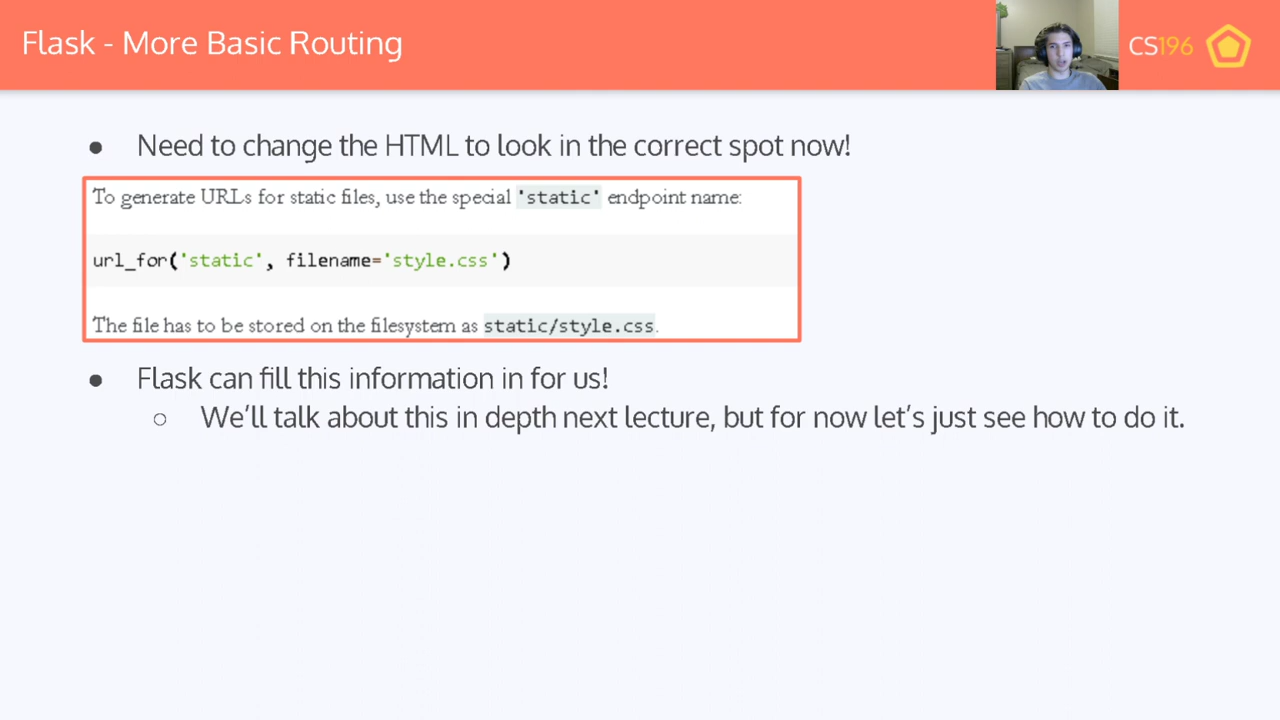 Flask - More Basic Routing
CS196
● Need to change the HTML to look in the correct spot now!
To generate URLs for static files, use the special 'static' endpoint name:
url_for('static', filename='style.css')
The file has to be stored on the filesystem as static/style.css.
● Flask can fill this information in for us!
○ We’ll talk about this in depth next lecture, but for now let’s just see how to do it.